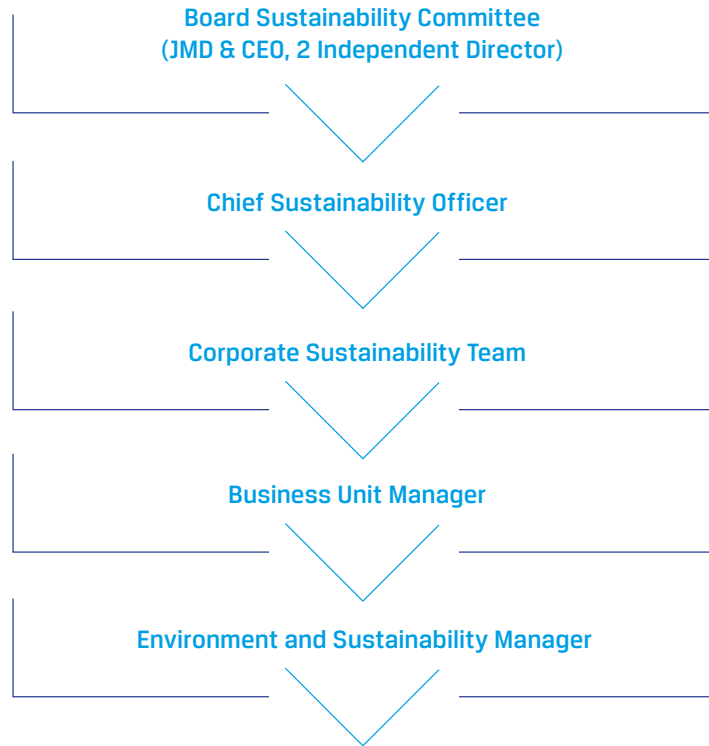 Board Sustainability Committee
(JMD & CEO, 2 Independent Director)
Chief Sustainability Officer
Corporate Sustainability Team
Business Unit Manager
Environment and Sustainability Manager